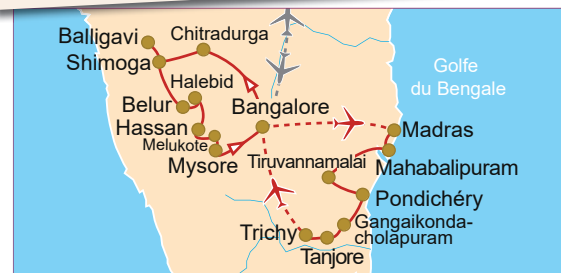 Balligavi
Chitradurga
Shimoga
Golfe
du Bengale
Halebid
Belur
Bangalore
Hassan
Madras
Melukote
Mysore
Tiruvannamalai
Mahabalipuram
Pondichéry
Gangaikonda-
cholapuram
Trichy
Tanjore